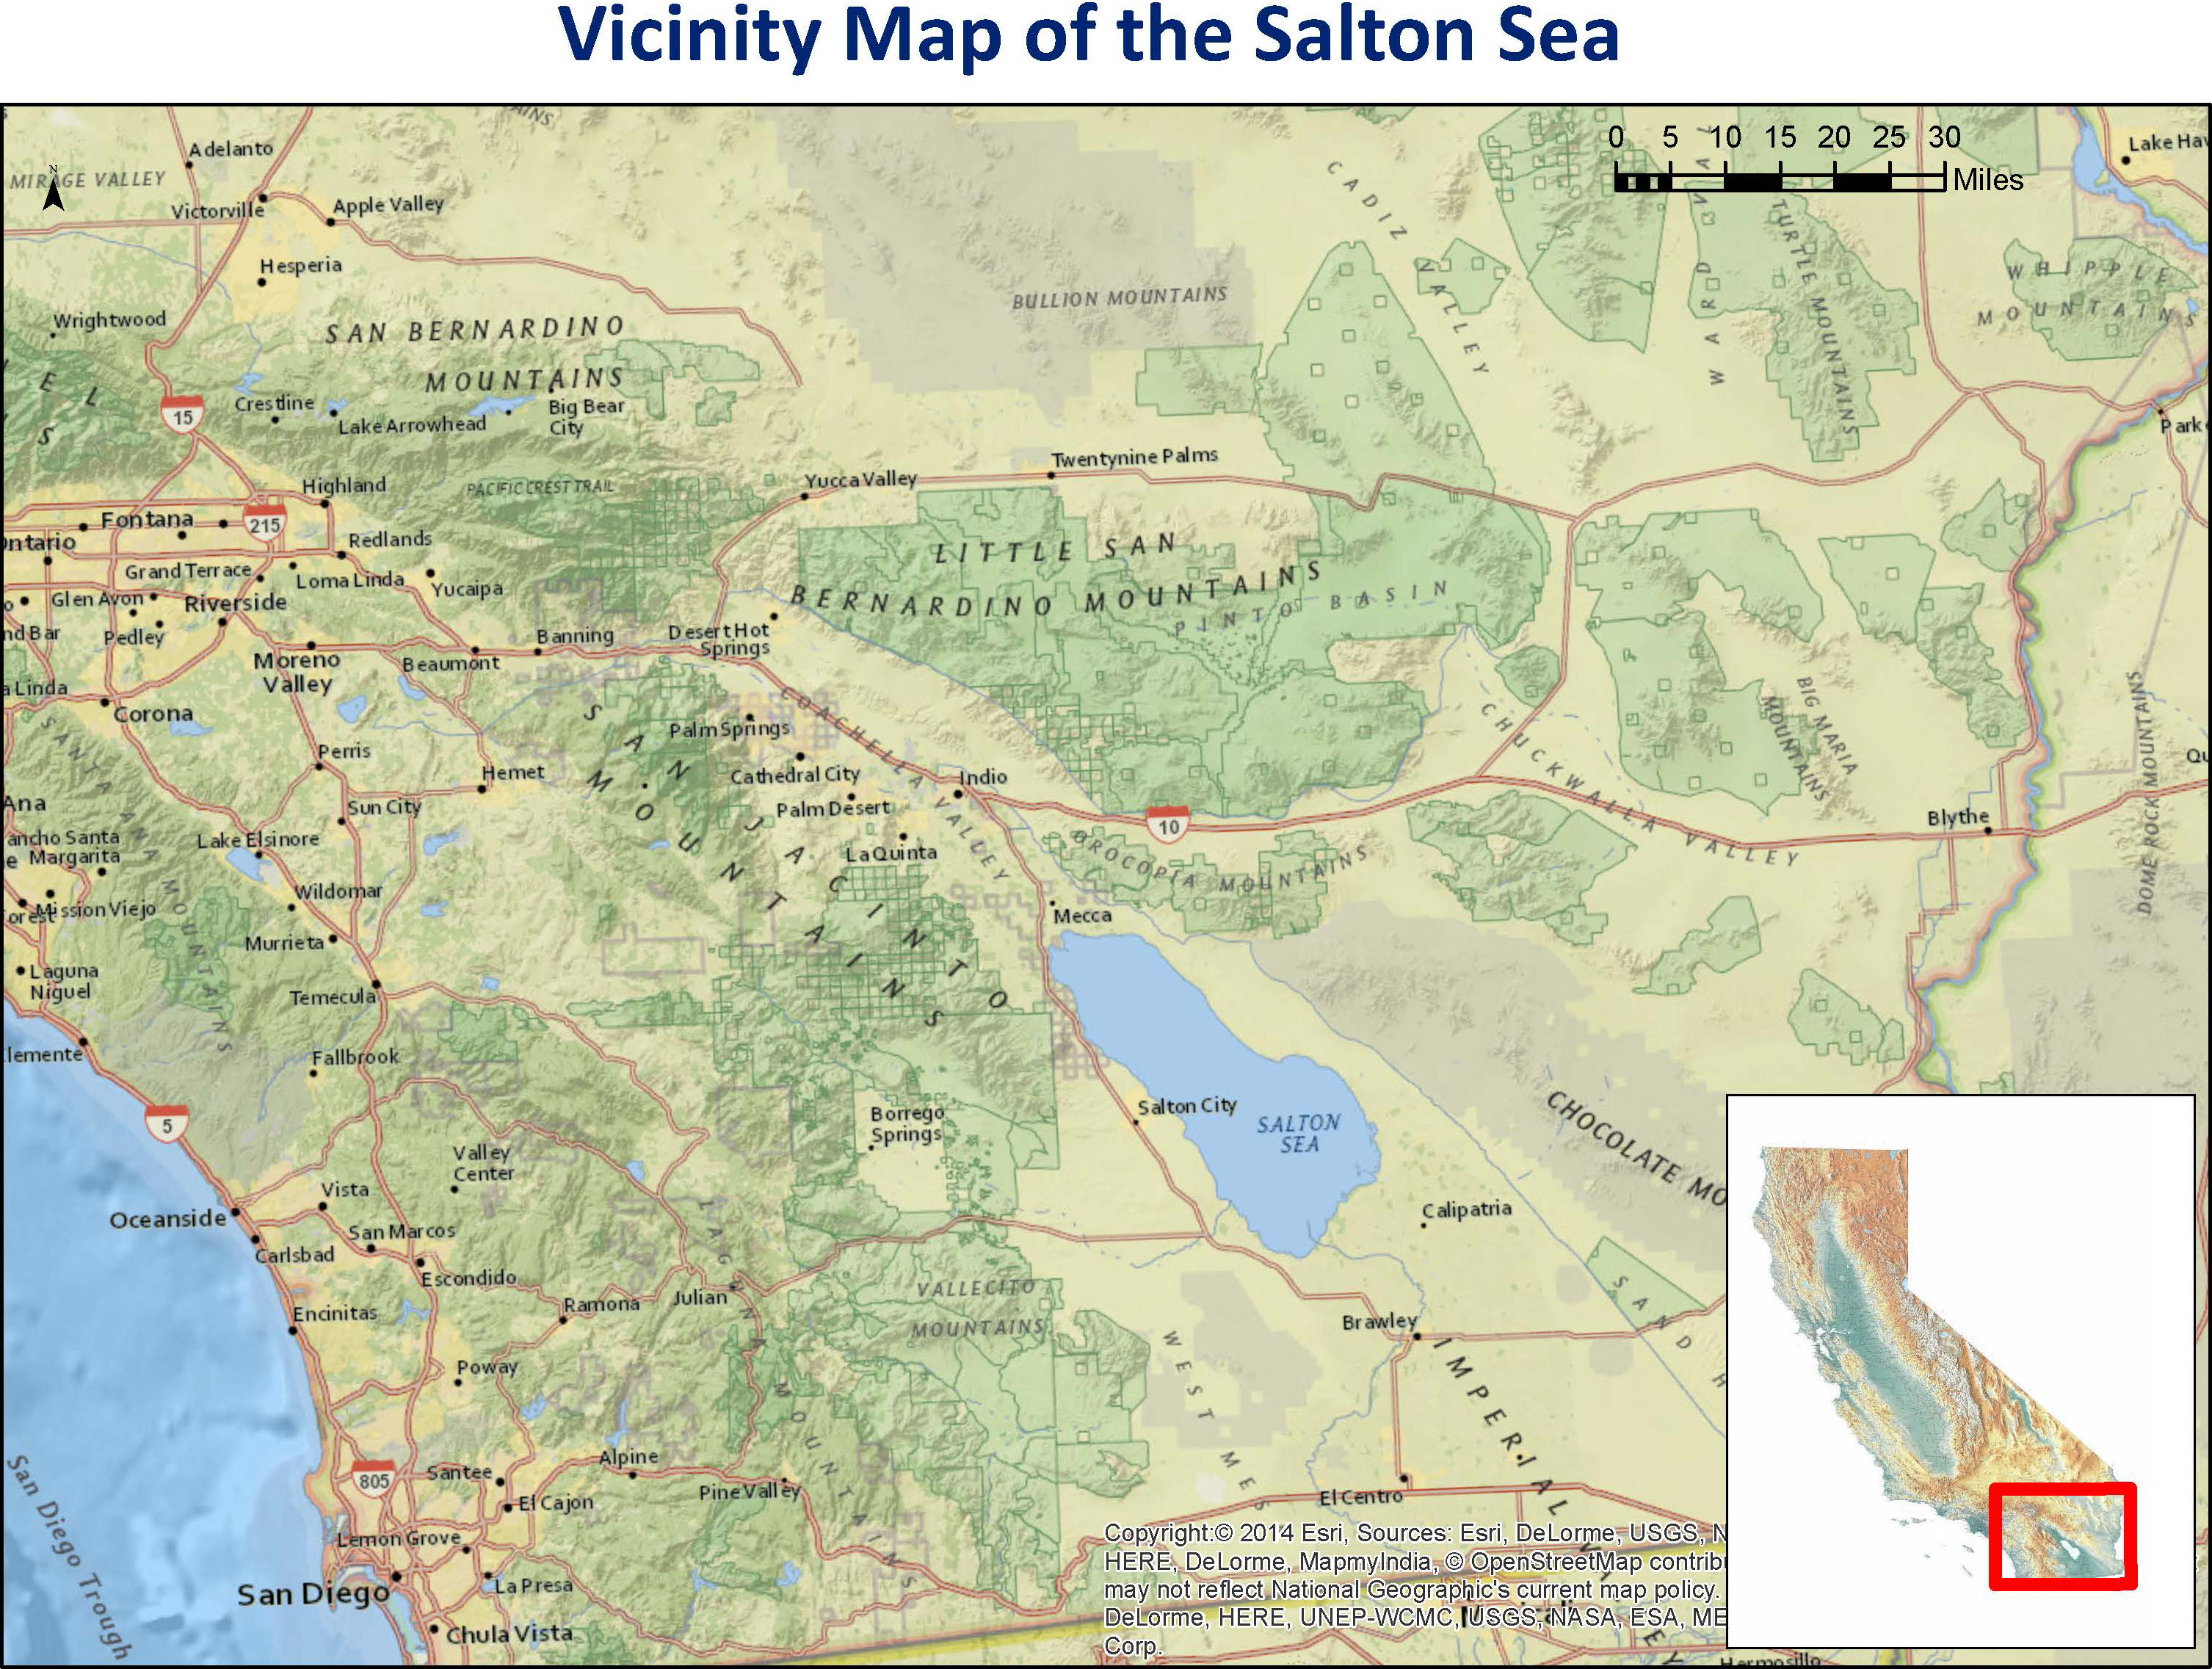 Vicinity Map of the Salton Sea
0 5 10 15 20 25 30
Miles
N
Adelanto
MIRAGE VALLEY
Victorville
Apple Valley
Hesperia
Wrightwood
SAN BERNARDINO
MOUNTAINS
BULLION MOUNTAINS
CADIZ VALLEY
WARD VAL
TURTLE MOUNTAINS
WHIPPLE
MOUNTAINS
Lake Hav
15
Crestline
Lake Arrowhead
Big Bear
City
Park
Highland
PACIFIC CREST TRAIL
Yucca Valley
Twentynine Palms
Fontana
215
Ontario
Redlands
Grand Terrace
Loma Linda
Yucaipa
Glen Avon
Riverside
nd Bar
Pedley
LITTLE SAN
BERNARDINO MOUNTAINS
PINTO BASIN
Desert Hot
Springs
Banning
Beaumont
Moreno
Valley
a Linda
Corona
SANTA ANA MOUNTAINS
Perris
Hemet
Sun City
SAN JACINTO
MOUNTAINS
Palm Springs
COACHELLA VALLEY
Cathedral City
Indio
Palm Desert
La Quinta
10
CHUCKWALLA VALLEY
BIG MARIA
MOUNTAINS
DOME ROCK MOUNTAINS
Qu
Blythe
OROCOPIA MOUNTAINS
Ana
ancho Santa
Margarita
Lake Elsinore
Wildomar
Mission Viejo
Murrieta
Mecca
Laguna
Niguel
Temecula
lemente
Fallbrook
5
Borrego
Springs
Salton City
SALTON
SEA
CHOCOLATE MO
Valley
Center
Vista
Oceanside
San Marcos
Carlsbad
Escondido
Calipatria
LAGUNA MOUNTAINS
Encinitas
Ramona
Julian
VALLECITO
MOUNTAINS
Brawley
SAND H
WEST MES
IMPERIAL
Poway
Alpine
805
Santee
El Cajon
Pine Valley
El Centro
Lemon Grove
San Diego
La Presa
Chula Vista
San Diego Trough
Copyright:© 2014 Esri, Sources: Esri, DeLorme, USGS, N
HERE, DeLorme, MapmyIndia, © OpenStreetMap contribu
may not reflect National Geographic's current map policy.
DeLorme, HERE, UNEP-WCMC, USGS, NASA, ESA, ME
Corp.
Hermosillo